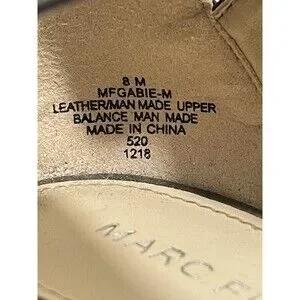 8 M
MFGABIE-M
LEATHER/MAN MADE UPPER
BALANCE MAN MADE
MADE IN CHINA
520
1218
MARC F